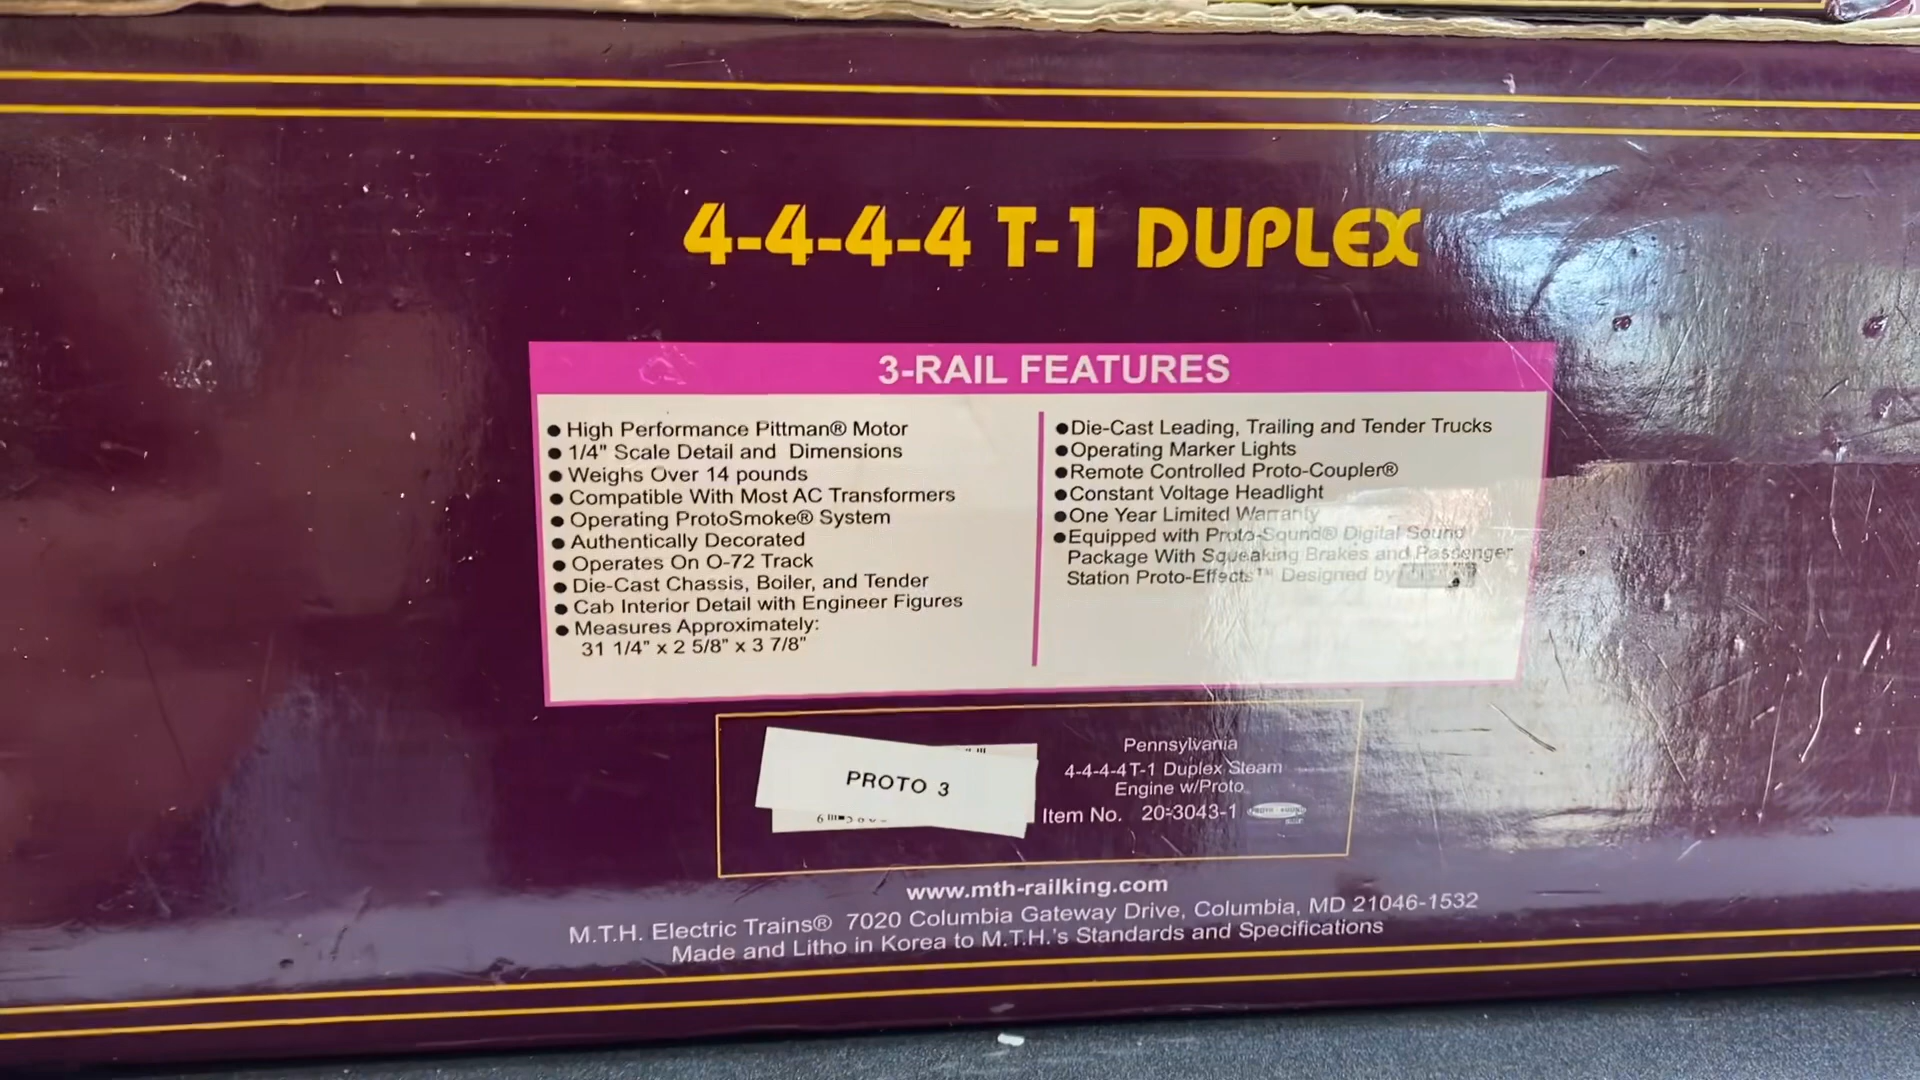 4-4-4-4 T-1 DUPLEX
3-RAIL FEATURES
● High Performance Pittman® Motor
● 1/4" Scale Detail and Dimensions
● Weighs Over 14 pounds
● Compatible With Most AC Transformers
● Operating ProtoSmoke® System
● Authentically Decorated
● Operates On O-72 Track
● Die-Cast Chassis, Boiler, and Tender
● Cab Interior Detail with Engineer Figures
● Measures Approximately:
31 1/4" x 2 5/8" x 3 7/8"
● Die-Cast Leading, Trailing and Tender Trucks
● Operating Marker Lights
● Remote Controlled Proto-Coupler®
● Constant Voltage Headlight
● One Year Limited Warranty
● Equipped with Proto-Sound® Digital Sound
Package With Squeaking Brakes and Passenger
Station Proto-Effects™ Designed by
PROTO 3
Pennsylvania
4-4-4-4 T-1 Duplex Steam
Engine w/Proto
Item No. 20-3043-1
www.mth-railking.com
M.T.H. Electric Trains® 7020 Columbia Gateway Drive, Columbia, MD 21046-1532
Made and Litho in Korea to M.T.H.'s Standards and Specifications